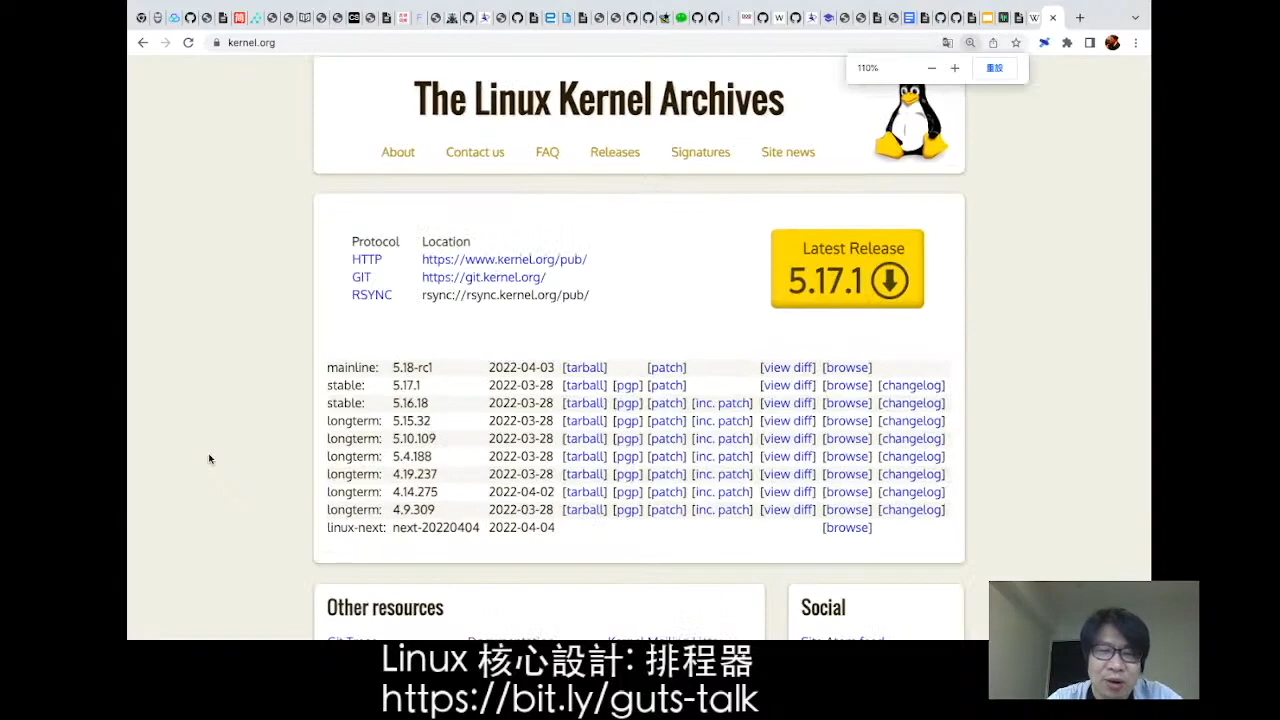 kernel.org
110%
重設
The Linux Kernel Archives
About Contact us FAQ Releases Signatures Site news
Protocol Location
HTTP https://www.kernel.org/pub/
GIT https://git.kernel.org/
RSYNC rsync://rsync.kernel.org/pub/
Latest Release
5.17.1
mainline: 5.18-rc1 2022-04-03 [tarball] [patch] [view diff] [browse]
stable: 5.17.1 2022-03-28 [tarball] [pgp] [patch] [view diff] [browse] [changelog]
stable: 5.16.18 2022-03-28 [tarball] [pgp] [patch] [inc. patch] [view diff] [browse] [changelog]
longterm: 5.15.32 2022-03-28 [tarball] [pgp] [patch] [inc. patch] [view diff] [browse] [changelog]
longterm: 5.10.109 2022-03-28 [tarball] [pgp] [patch] [inc. patch] [view diff] [browse] [changelog]
longterm: 5.4.188 2022-03-28 [tarball] [pgp] [patch] [inc. patch] [view diff] [browse] [changelog]
longterm: 4.19.237 2022-03-28 [tarball] [pgp] [patch] [inc. patch] [view diff] [browse] [changelog]
longterm: 4.14.275 2022-04-02 [tarball] [pgp] [patch] [inc. patch] [view diff] [browse] [changelog]
longterm: 4.9.309 2022-03-28 [tarball] [pgp] [patch] [inc. patch] [view diff] [browse] [changelog]
linux-next: next-20220404 2022-04-04 [browse]
Other resources
Social
Linux 核心設計: 排程器
https://bit.ly/guts-talk